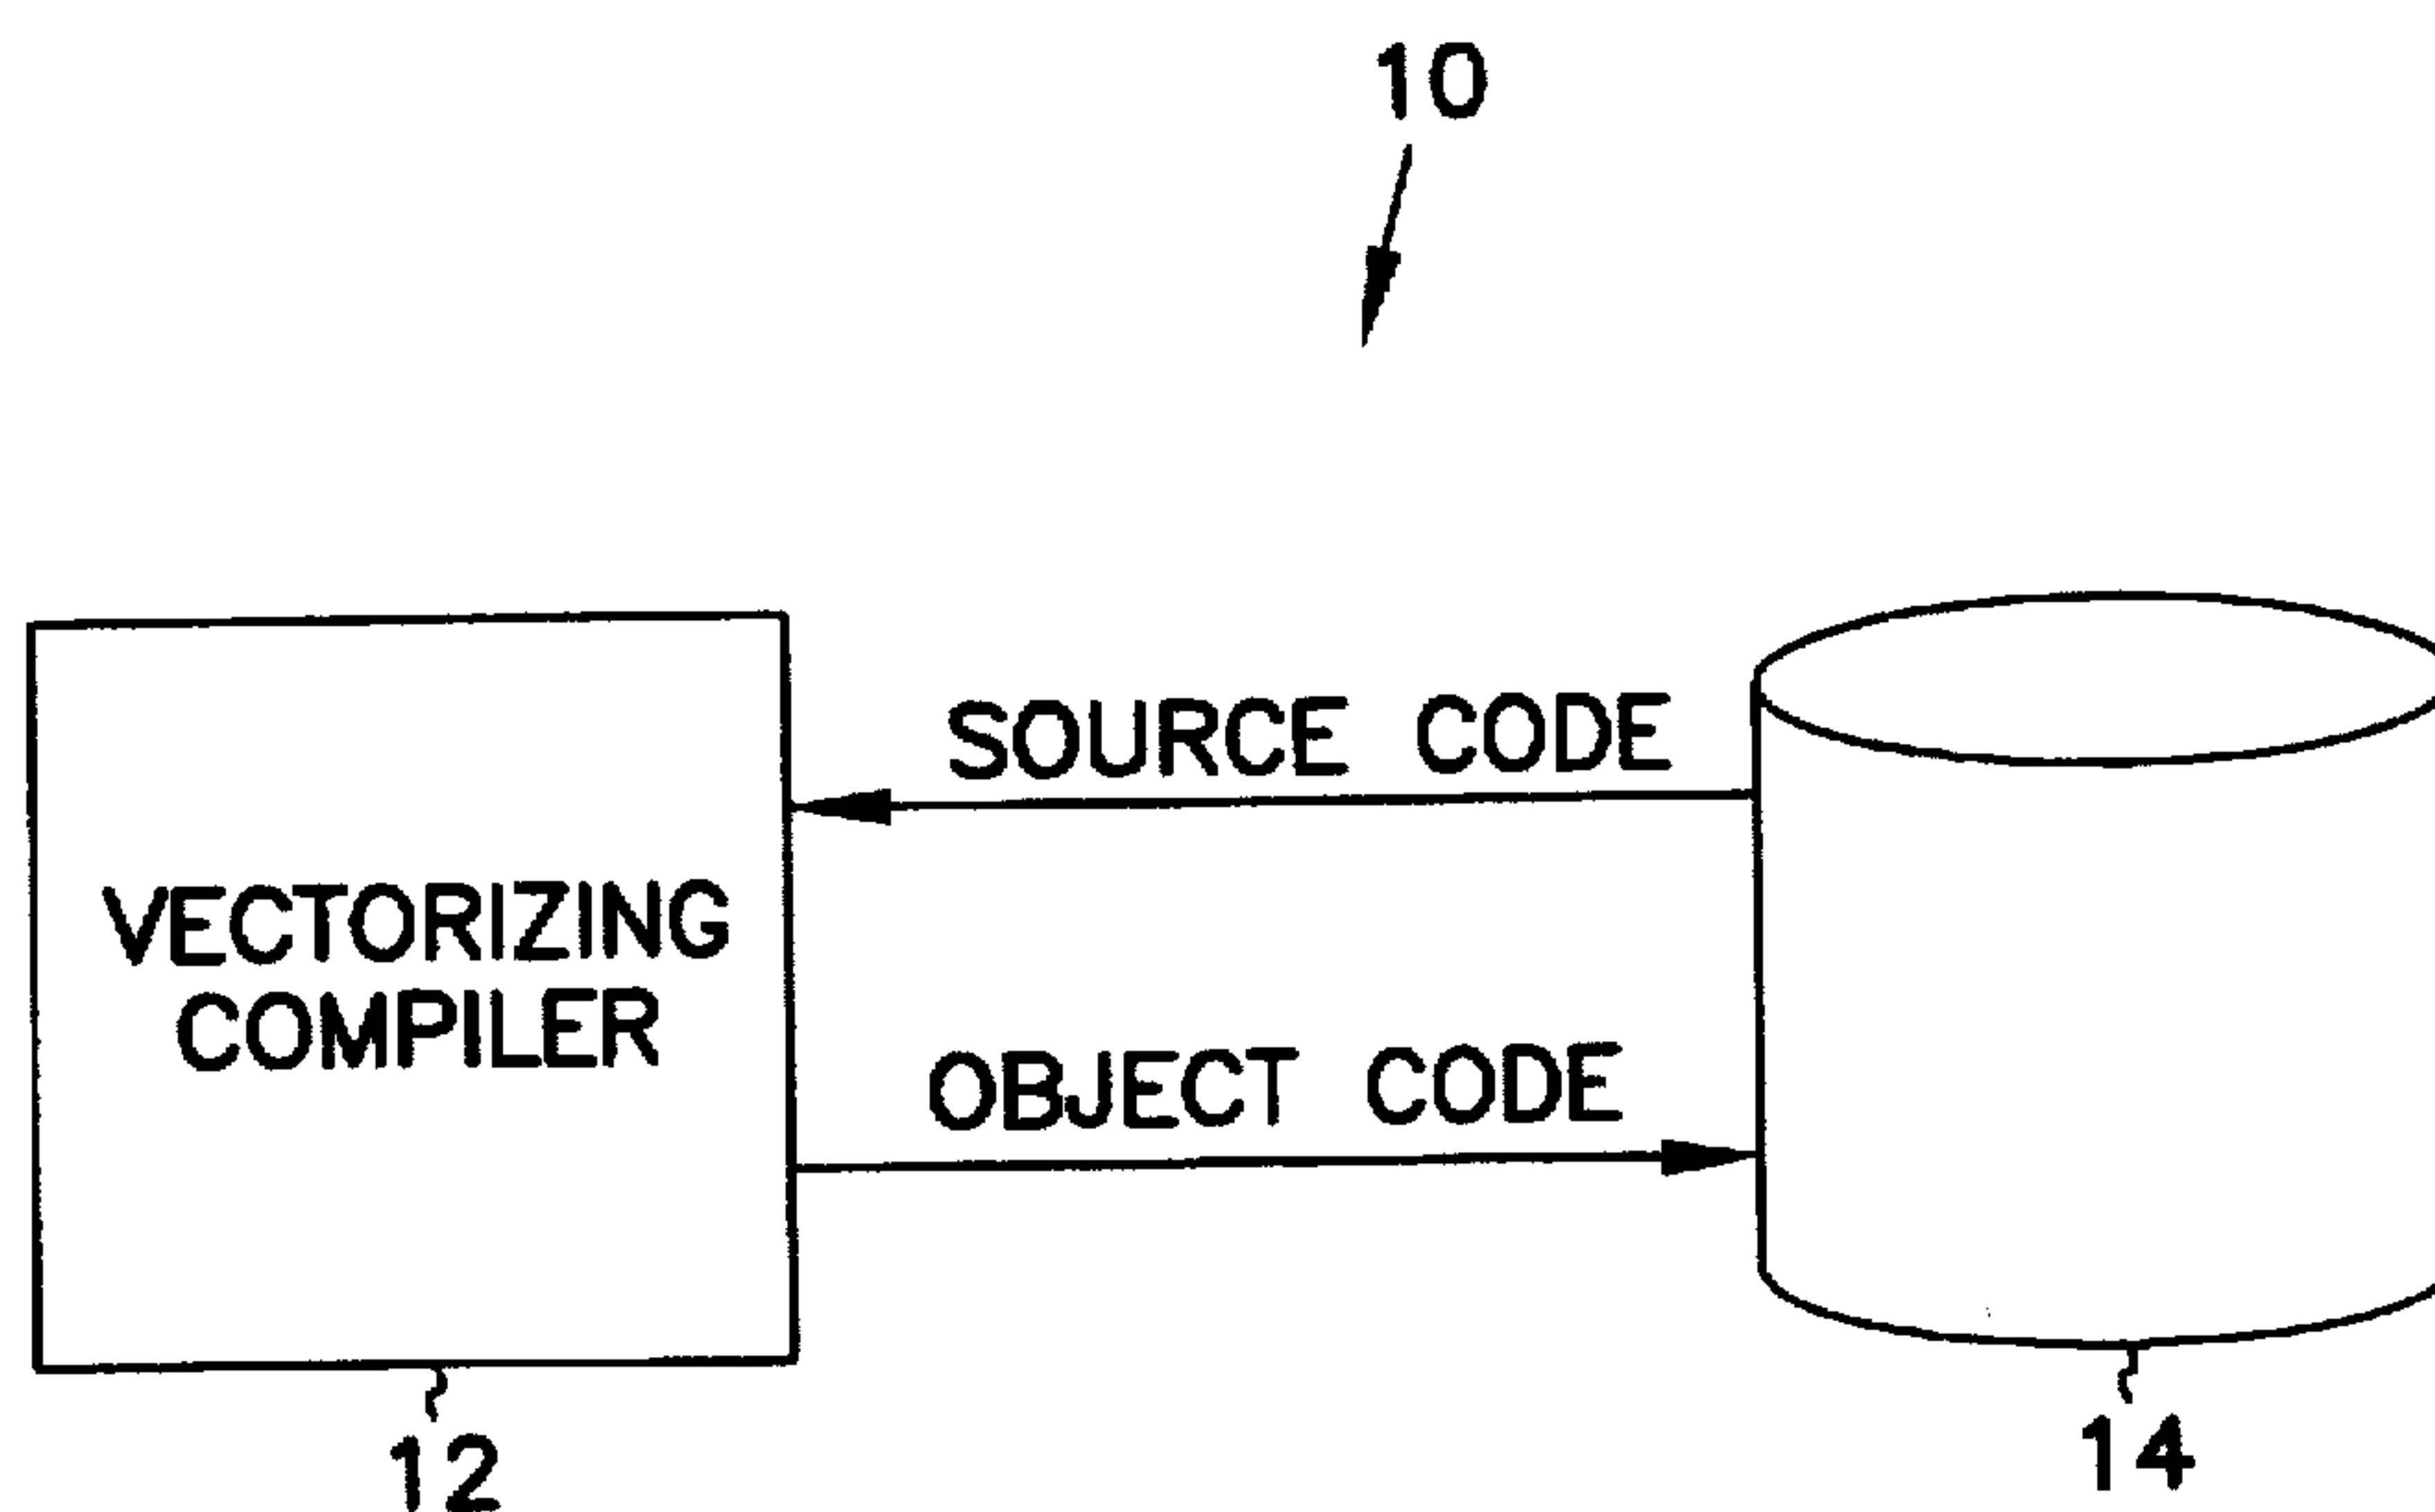 10
SOURCE CODE
VECTORIZING
COMPILER
OBJECT CODE
12
14